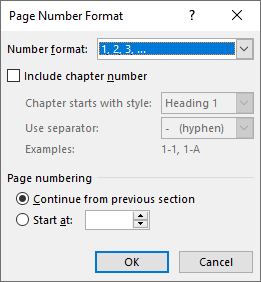 Page Number Format
? ×
Number format: 1, 2, 3, ...
Include chapter number
Chapter starts with style: Heading 1
Use separator: - (hyphen)
Examples: 1-1, 1-A
Page numbering
Continue from previous section
Start at:
OK Cancel